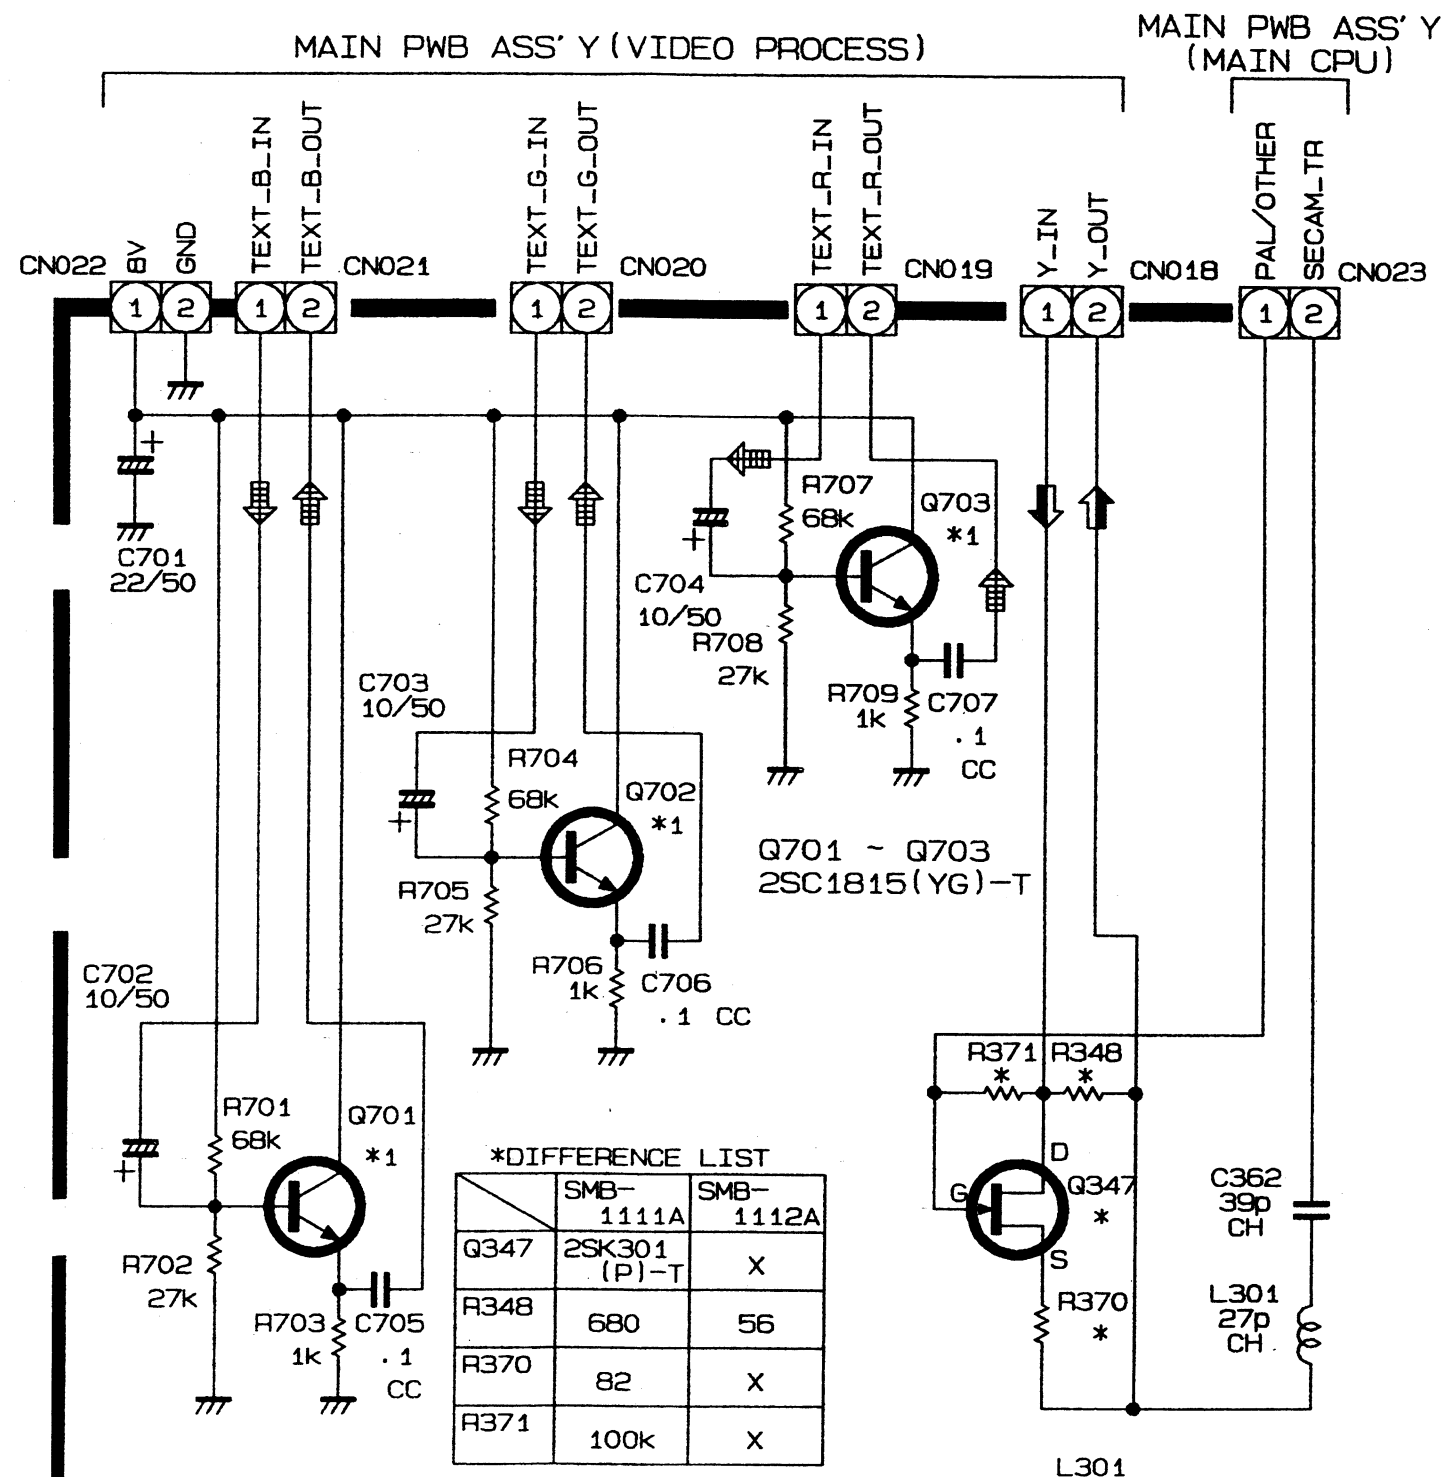 MAIN PWB ASS'Y(VIDEO PROCESS)
MAIN PWB ASS'Y
(MAIN CPU)
CN022
8V
GND
TEXT_B_IN
TEXT_B_OUT
CN021
TEXT_G_IN
TEXT_G_OUT
CN020
TEXT_R_IN
TEXT_R_OUT
CN019
Y_IN
Y_OUT
CN018
PAL/OTHER
SECAM_TR
CN023
1 2 1 2 1 2 1 2 1 2 1 2
+
C701
22/50
R707
68k
Q703
*1
+
C704
10/50
R708
27k
R709
1k
C707
.1
CC
C703
10/50
R704
68k
Q702
*1
+
R705
27k
R706
1k
C706
.1 CC
Q701 ~ Q703
2SC1815(YG)-T
C702
10/50
R701
68k
Q701
*1
+
R702
27k
R703
1k
C705
.1
CC
R371
*
R348
*
D
G
S
Q347
*
R370
*
C362
39p
CH
L301
27p
CH
*DIFFERENCE LIST
SMB-
1111A
SMB-
1112A
Q347
2SK301
(P)-T
X
R348 680 56
R370 82 X
R371 100k X
L301